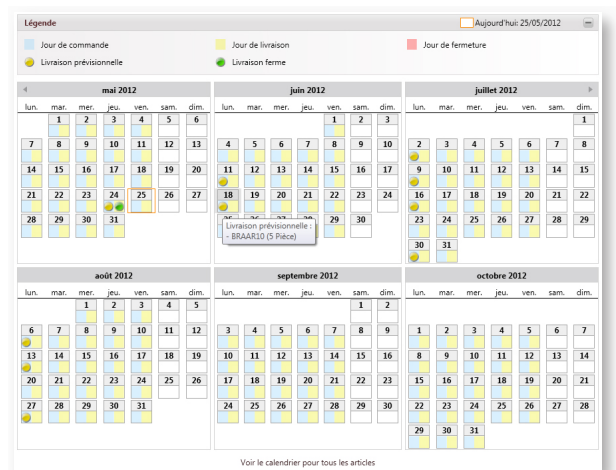 Légende Aujourd'hui: 25/05/2012
Jour de commande Jour de livraison Jour de fermeture
Livraison prévisionnelle Livraison ferme
mai 2012 juin 2012 juillet 2012
lun. mar. mer. jeu. ven. sam. dim. lun. mar. mer. jeu. ven. sam. dim. lun. mar. mer. jeu. ven. sam. dim.
1 2 3 4 5 6 1 2 3 1
7 8 9 10 11 12 13 4 5 6 7 8 9 10 2 3 4 5 6 7 8
14 15 16 17 18 19 20 11 12 13 14 15 16 17 9 10 11 12 13 14 15
21 22 23 24 25 26 27 18 19 20 21 22 23 24 16 17 18 19 20 21 22
28 29 30 31 29 30 23 24 25 26 27 28 29
Livraison prévisionnelle :
- BRAAR10 (5 Pièce)
30 31
août 2012 septembre 2012 octobre 2012
lun. mar. mer. jeu. ven. sam. dim. lun. mar. mer. jeu. ven. sam. dim. lun. mar. mer. jeu. ven. sam. dim.
1 2 3 4 5 1 2
6 7 8 9 10 11 12 3 4 5 6 7 8 9 1 2 3 4 5 6 7
13 14 15 16 17 18 19 10 11 12 13 14 15 16 8 9 10 11 12 13 14
20 21 22 23 24 25 26 17 18 19 20 21 22 23 15 16 17 18 19 20 21
27 28 29 30 31 24 25 26 27 28 29 30 22 23 24 25 26 27 28
29 30 31
Voir le calendrier pour tous les articles